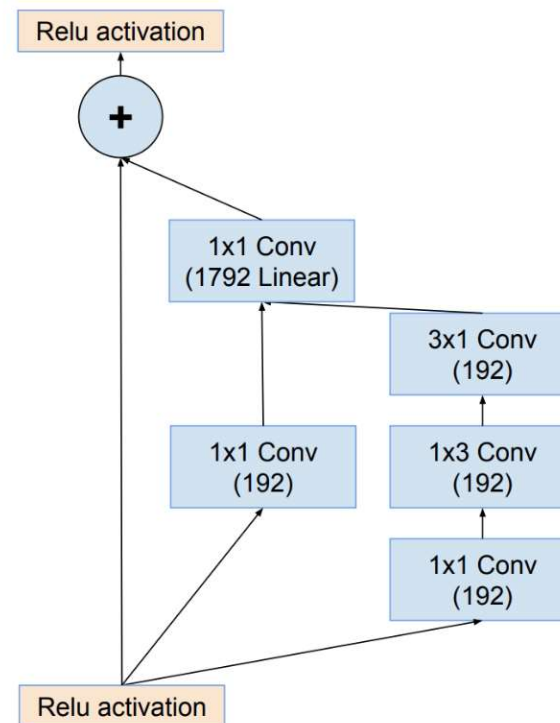 Relu activation
+
1x1 Conv
(1792 Linear)
3x1 Conv
(192)
1x1 Conv
(192)
1x3 Conv
(192)
1x1 Conv
(192)
Relu activation